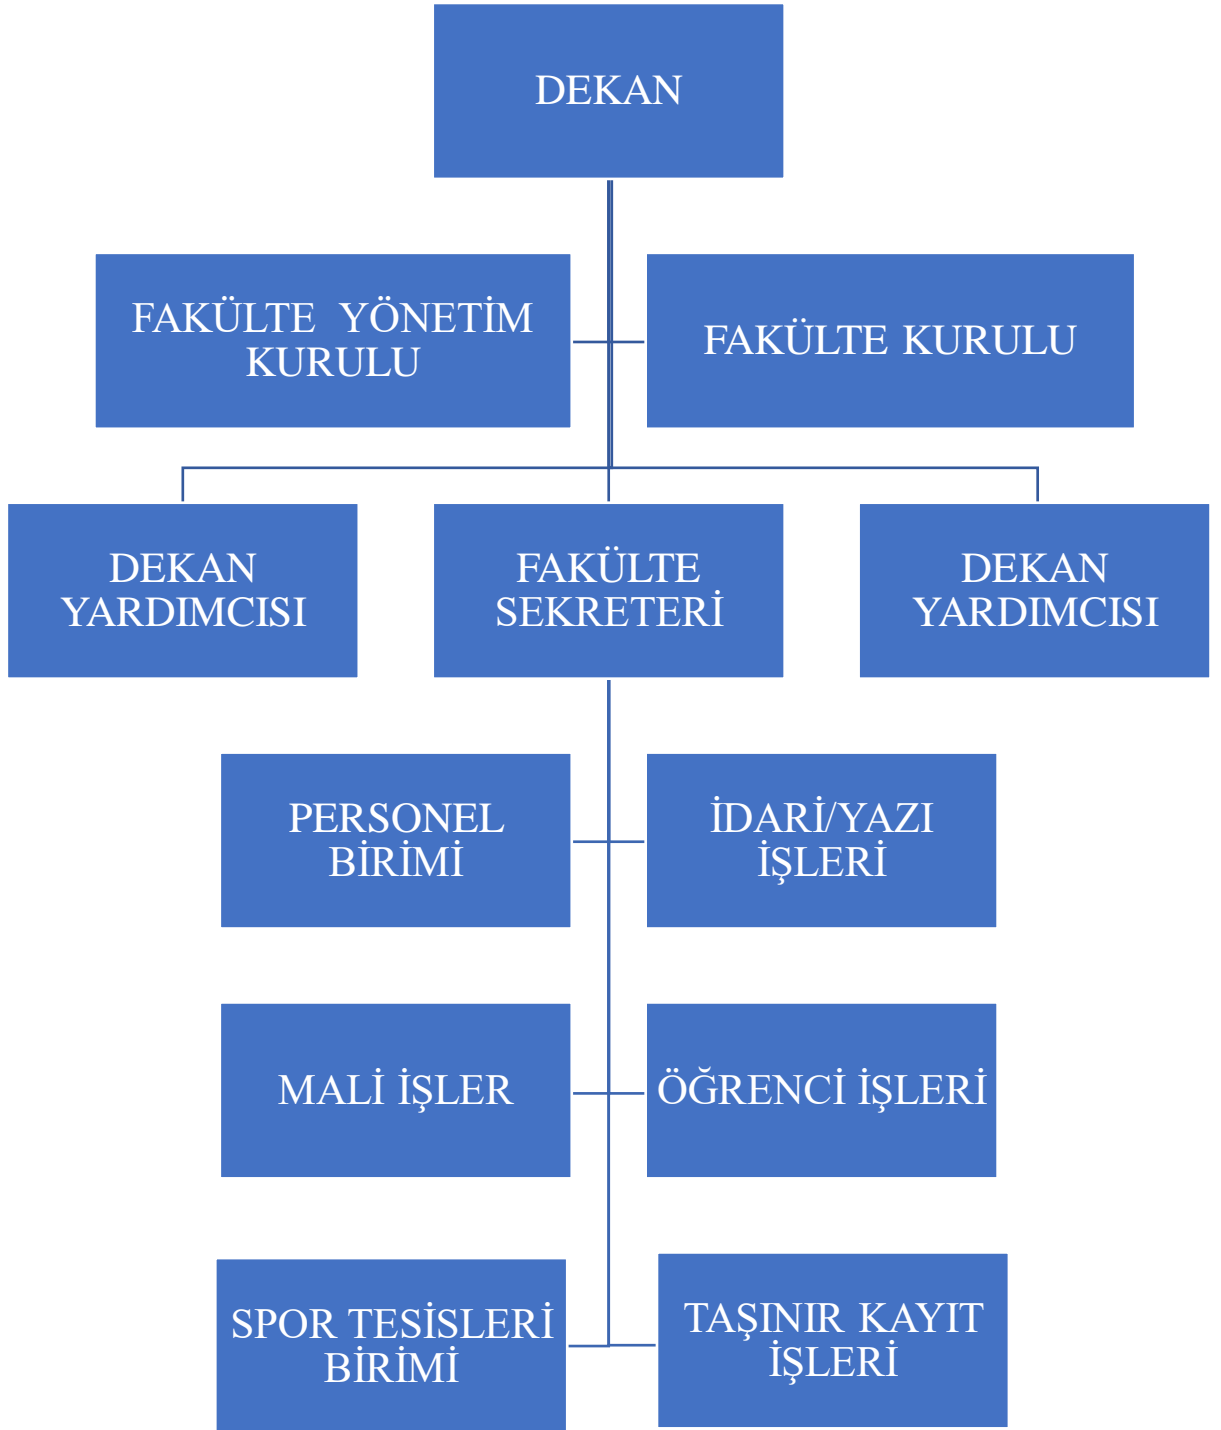 DEKAN
FAKÜLTE YÖNETİM
KURULU
FAKÜLTE KURULU
DEKAN
YARDIMCISI
FAKÜLTE
SEKRETERİ
DEKAN
YARDIMCISI
PERSONEL
BİRİMİ
İDARİ/YAZI
İŞLERİ
MALİ İŞLER
ÖĞRENCİ İŞLERİ
SPOR TESİSLERİ
BİRİMİ
TAŞINIR KAYIT
İŞLERİ